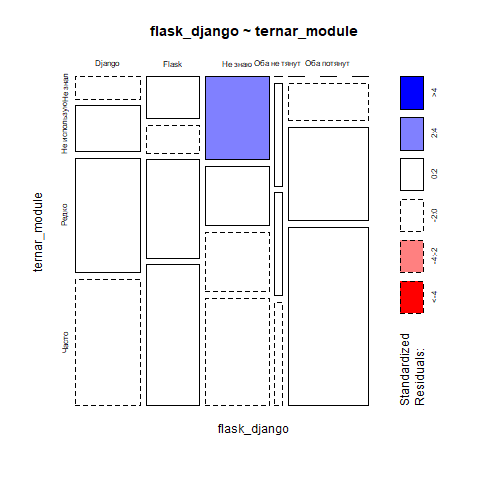 flask_django ~ ternar_module
Django Flask Не знаю Оба не тянут Оба потянут
Не знал
Не использую
Редко
Часто
ternar_module
flask_django
>4
2:4
0:2
-2:0
-4:-2
<-4
Standardized
Residuals: